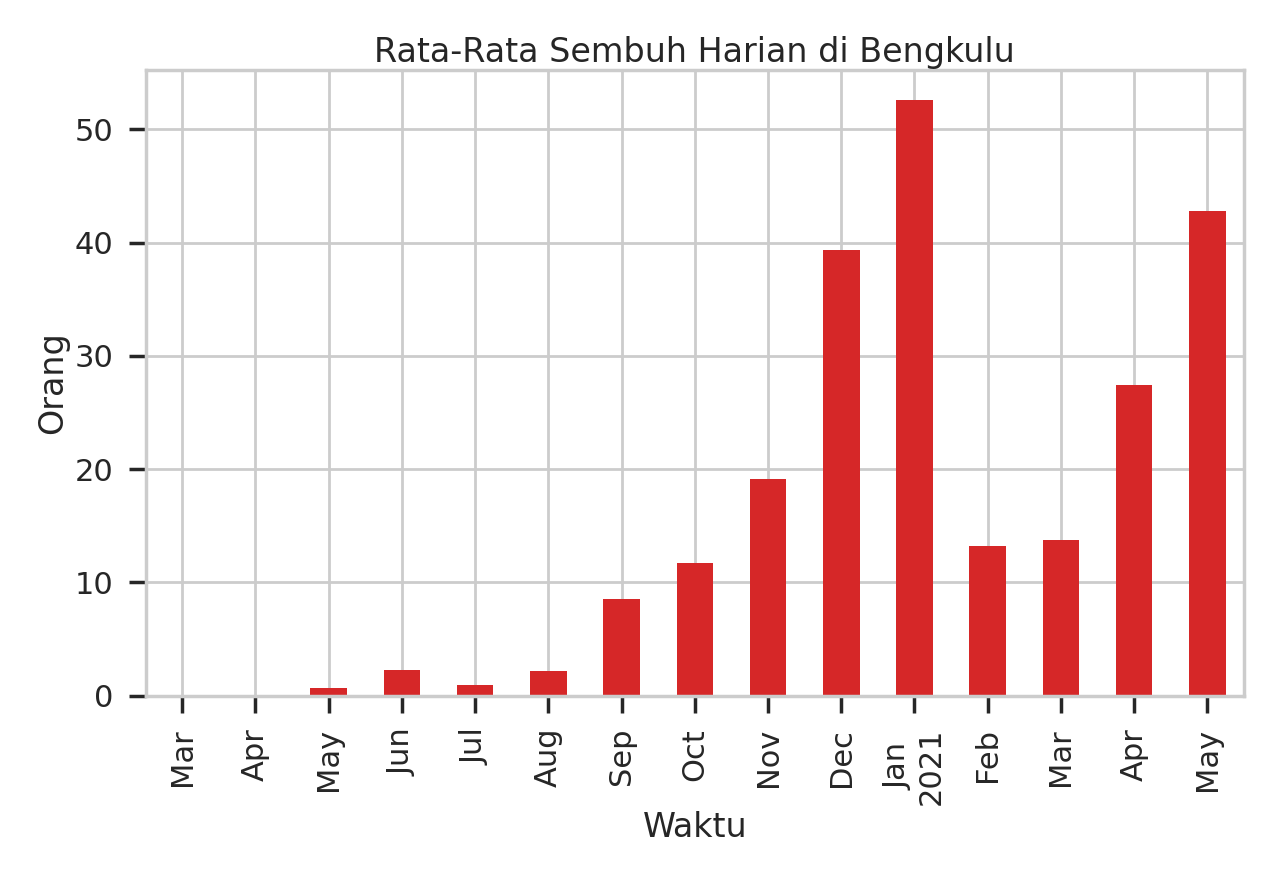 Rata-Rata Sembuh Harian di Bengkulu
Orang
50
40
30
20
10
0
Mar
Apr
May
Jun
Jul
Aug
Sep
Oct
Nov
Dec
Jan
2021
Feb
Mar
Apr
May
Waktu